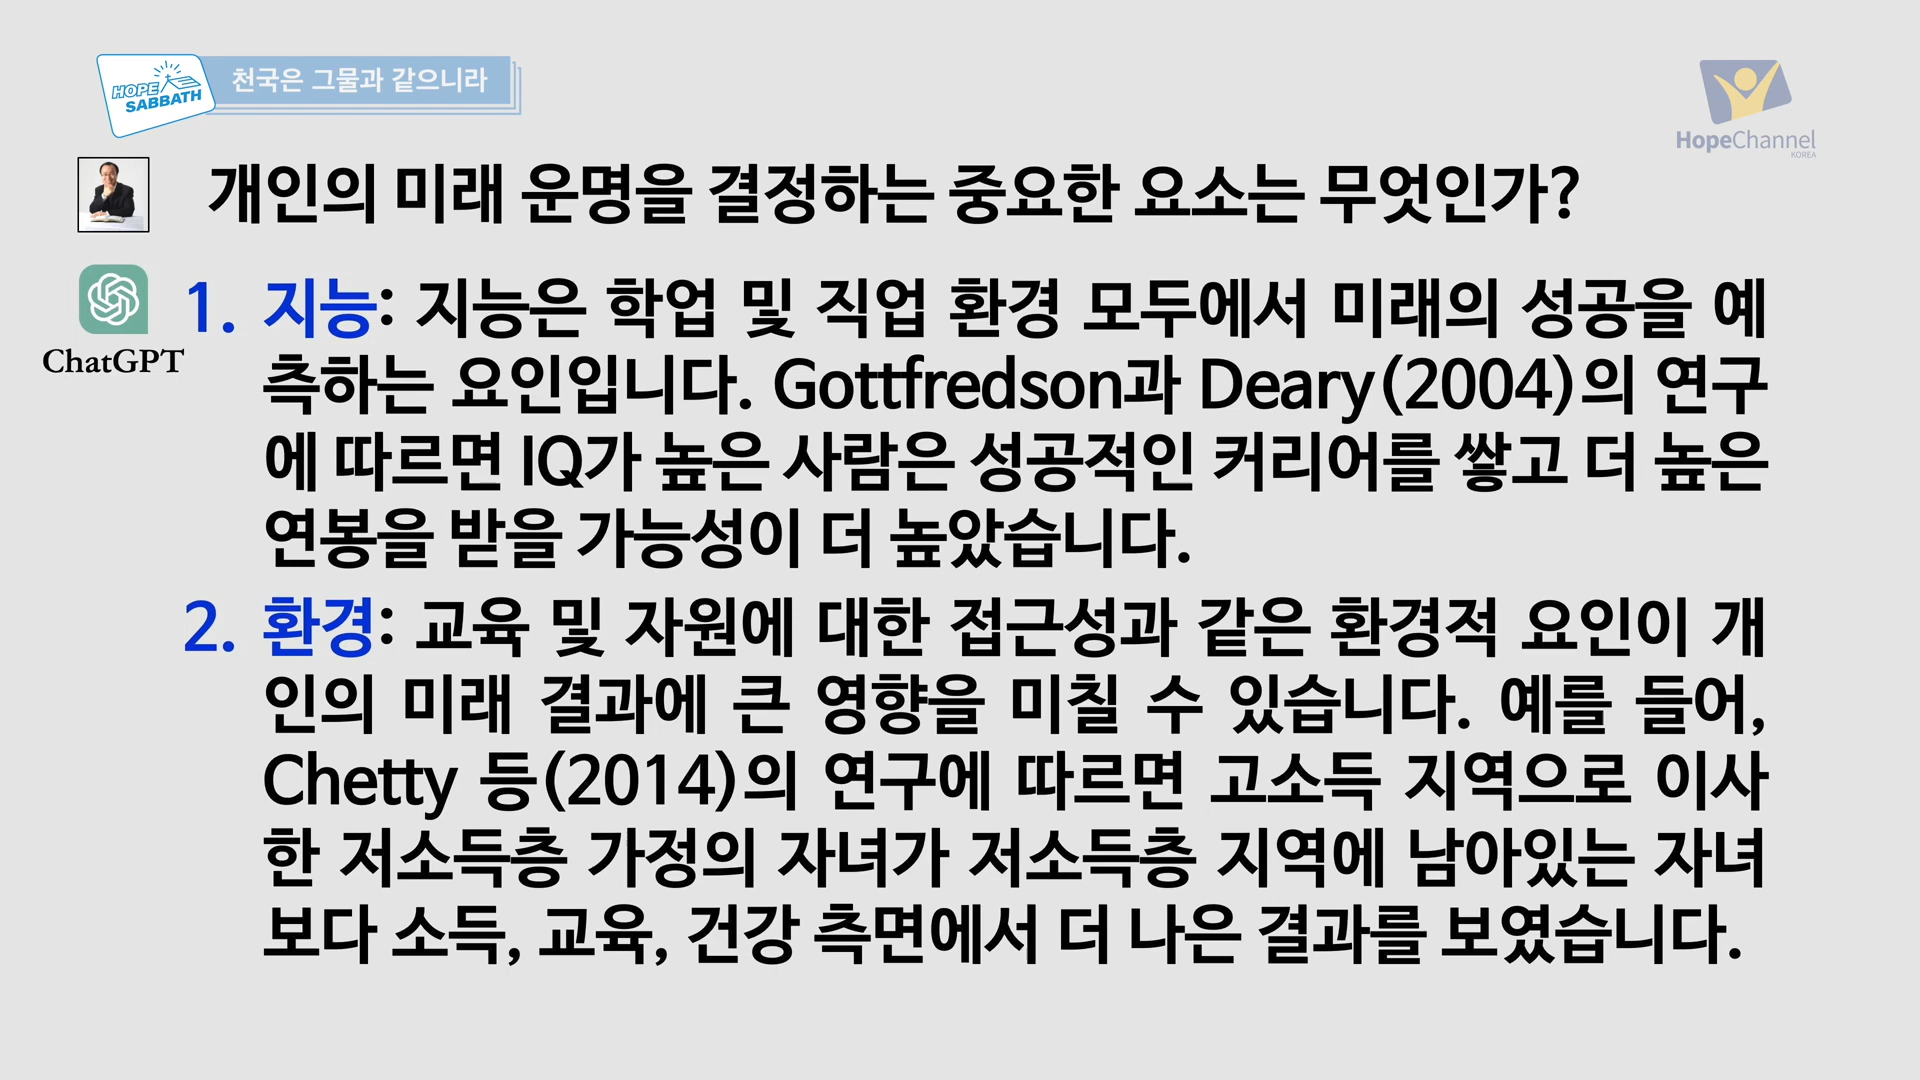 HOPE
SABBATH
천국은 그물과 같으니라
HopeChannel
KOREA
개인의 미래 운명을 결정하는 중요한 요소는 무엇인가?
ChatGPT
1. 지능: 지능은 학업 및 직업 환경 모두에서 미래의 성공을 예
측하는 요인입니다. Gottfredson과 Deary(2004)의 연구
에 따르면 IQ가 높은 사람은 성공적인 커리어를 쌓고 더 높은
연봉을 받을 가능성이 더 높았습니다.
2. 환경: 교육 및 자원에 대한 접근성과 같은 환경적 요인이 개
인의 미래 결과에 큰 영향을 미칠 수 있습니다. 예를 들어,
Chetty 등(2014)의 연구에 따르면 고소득 지역으로 이사
한 저소득층 가정의 자녀가 저소득층 지역에 남아있는 자녀
보다 소득, 교육, 건강 측면에서 더 나은 결과를 보였습니다.